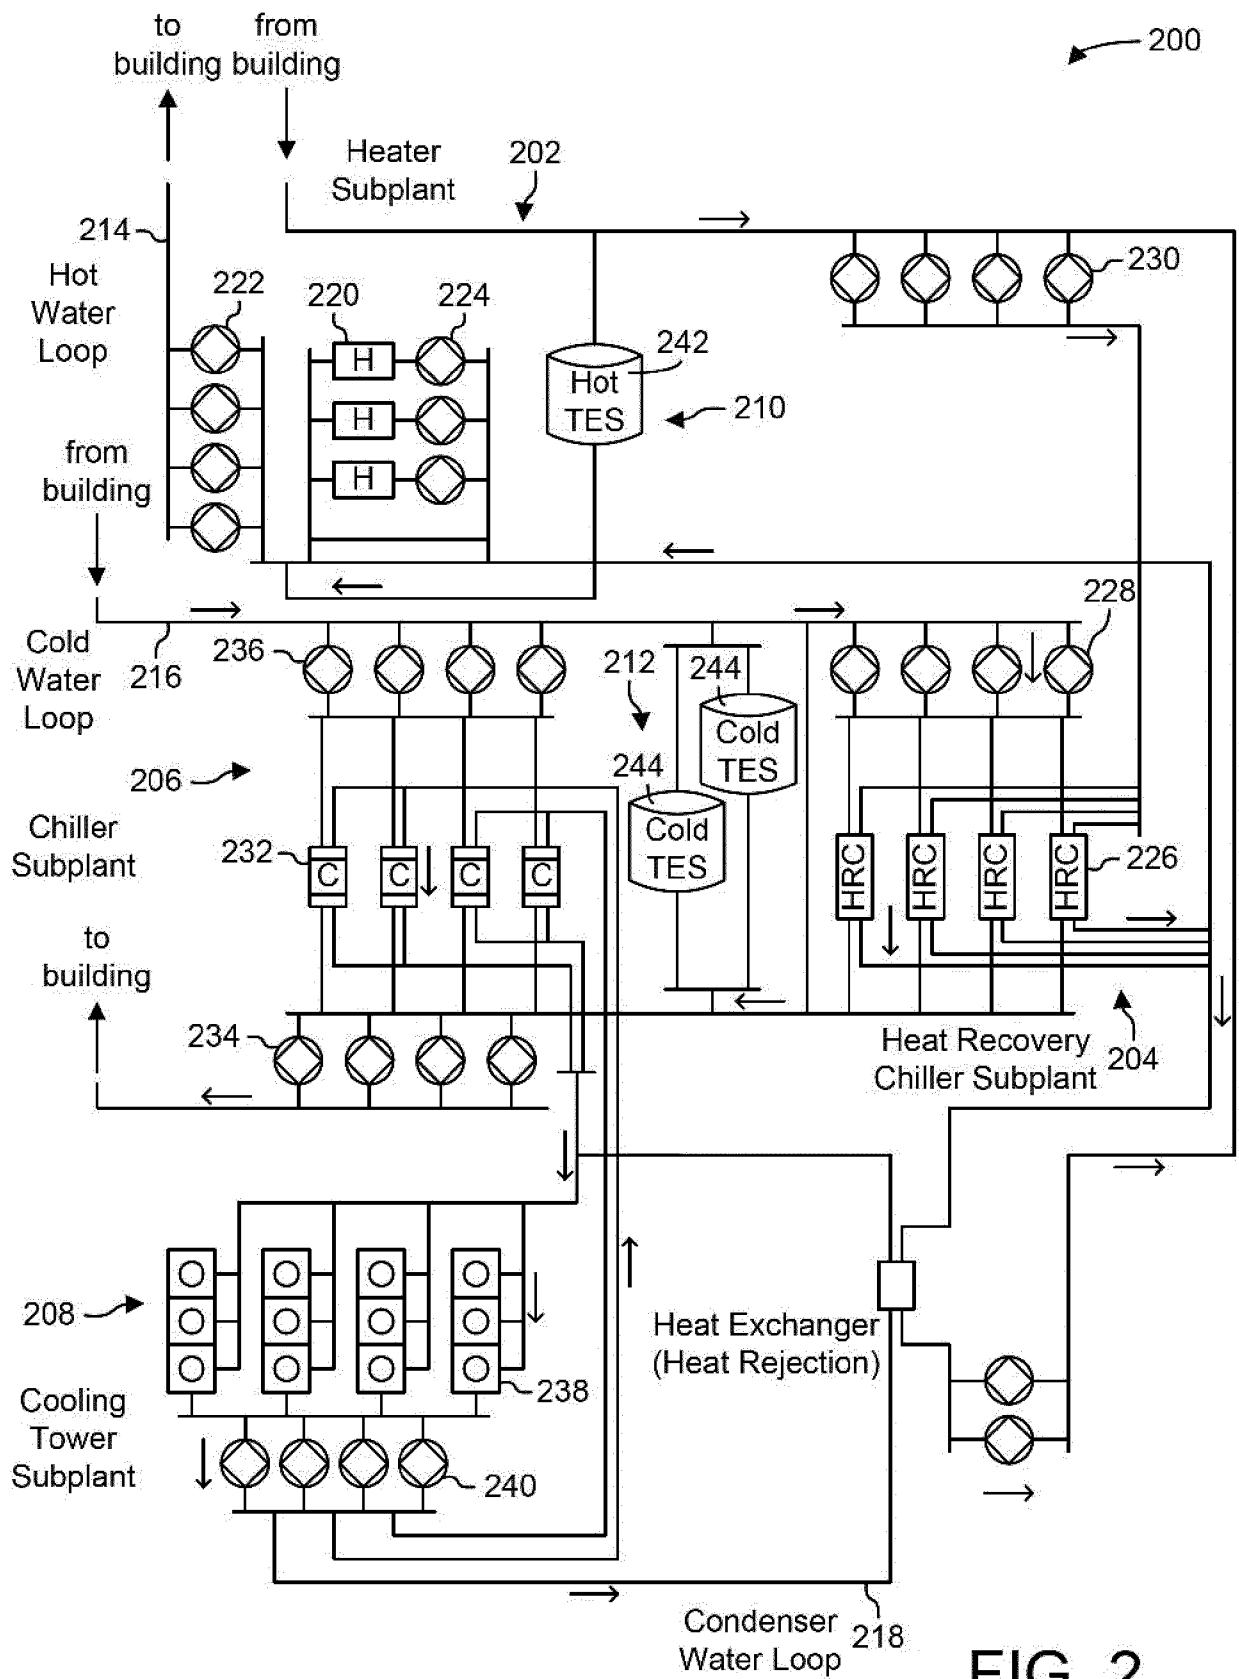 to
building
from
building
200
Heater
Subplant
202
214
Hot
Water
Loop
222
220
224
230
H
H
H
Hot
TES
242
210
from
building
Cold
Water
Loop
216
236
212
244
244
228
Cold
TES
Cold
TES
206
Chiller
Subplant
232
C
C
C
C
HRC
HRC
HRC
HRC
226
to
building
234
Heat Recovery
Chiller Subplant
204
208
Cooling
Tower
Subplant
238
240
Heat Exchanger
(Heat Rejection)
Condenser
Water Loop
218
FIG. 2